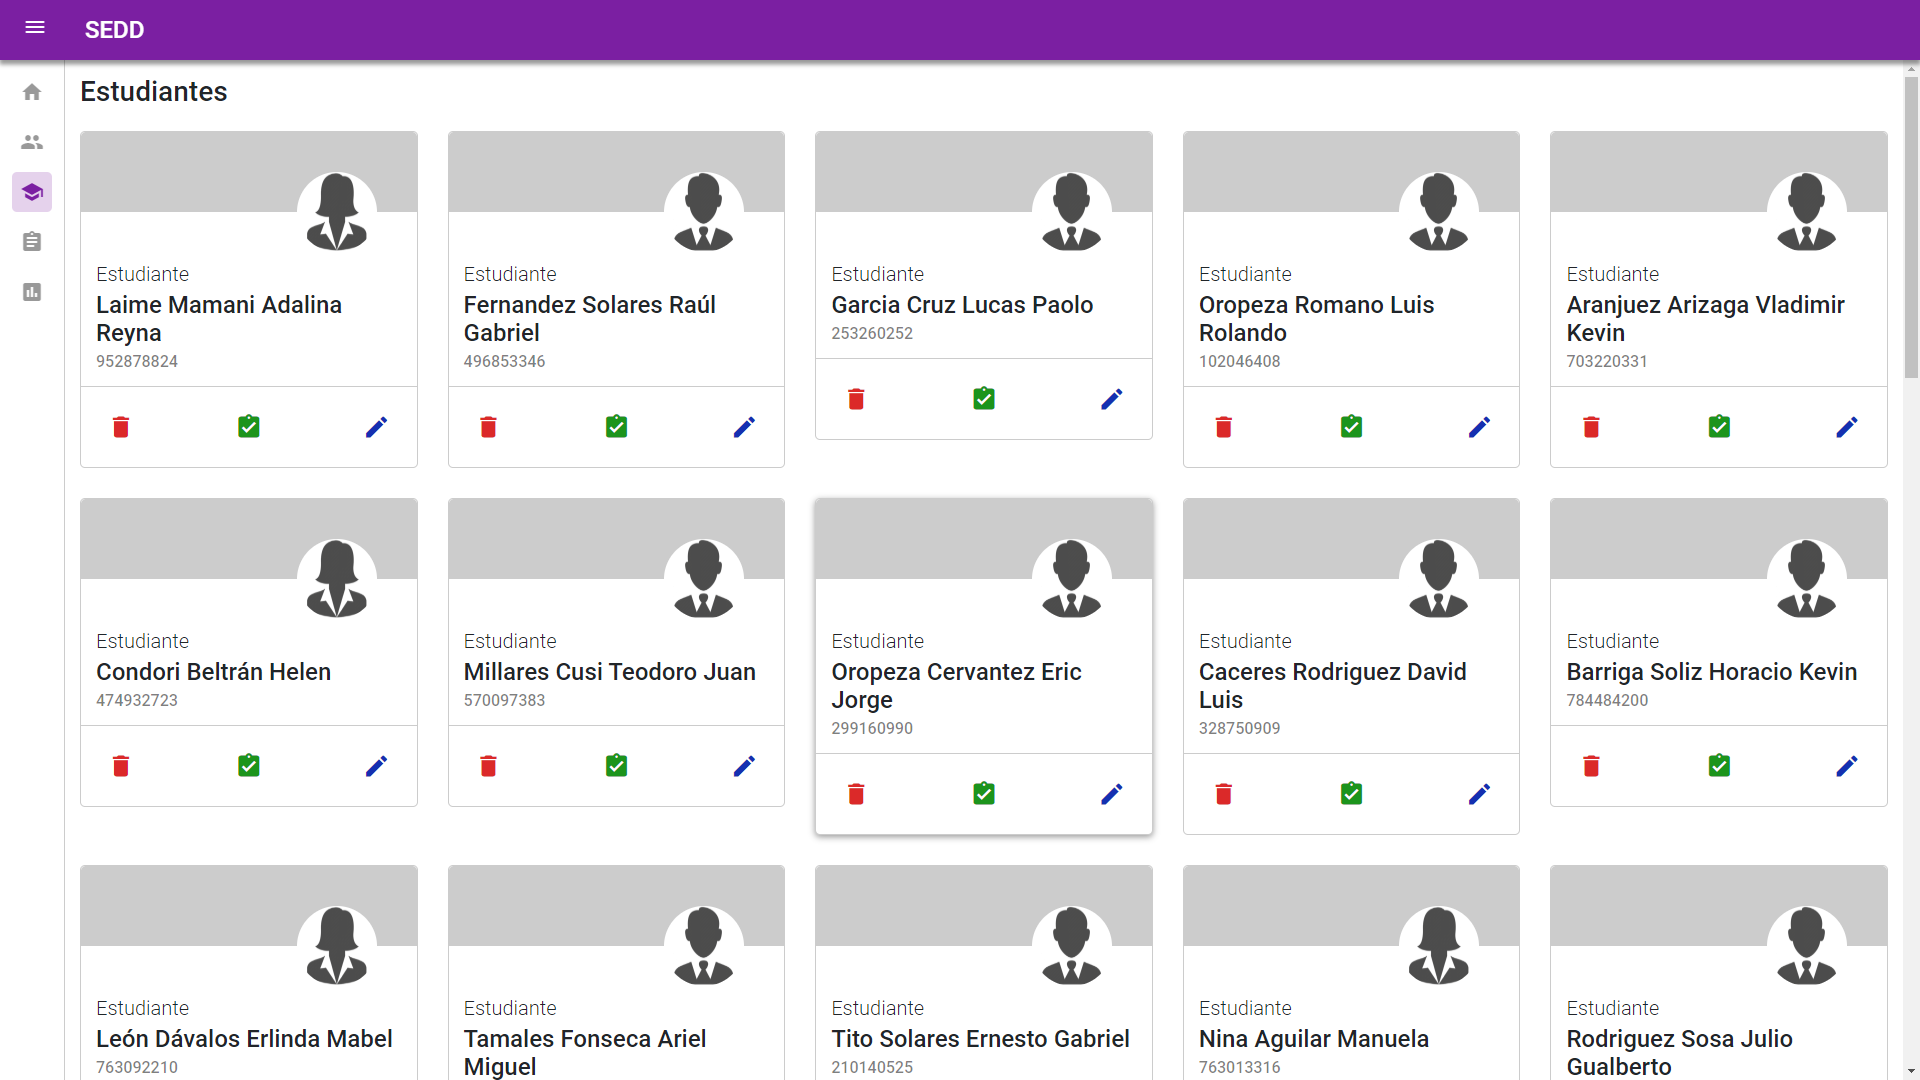 SEDD
Estudiantes
Estudiante
Laime Mamani Adalina
Reyna
952878824
Estudiante
Fernandez Solares Raúl
Gabriel
496853346
Estudiante
Garcia Cruz Lucas Paolo
253260252
Estudiante
Oropeza Romano Luis
Rolando
102046408
Estudiante
Aranjuez Arizaga Vladimir
Kevin
703220331
Estudiante
Condori Beltrán Helen
474932723
Estudiante
Millares Cusi Teodoro Juan
570097383
Estudiante
Oropeza Cervantez Eric
Jorge
299160990
Estudiante
Caceres Rodriguez David
Luis
328750909
Estudiante
Barriga Soliz Horacio Kevin
784484200
Estudiante
León Dávalos Erlinda Mabel
763092210
Estudiante
Tamales Fonseca Ariel
Miguel
Estudiante
Tito Solares Ernesto Gabriel
210140525
Estudiante
Nina Aguilar Manuela
763013316
Estudiante
Rodriguez Sosa Julio
Gualberto